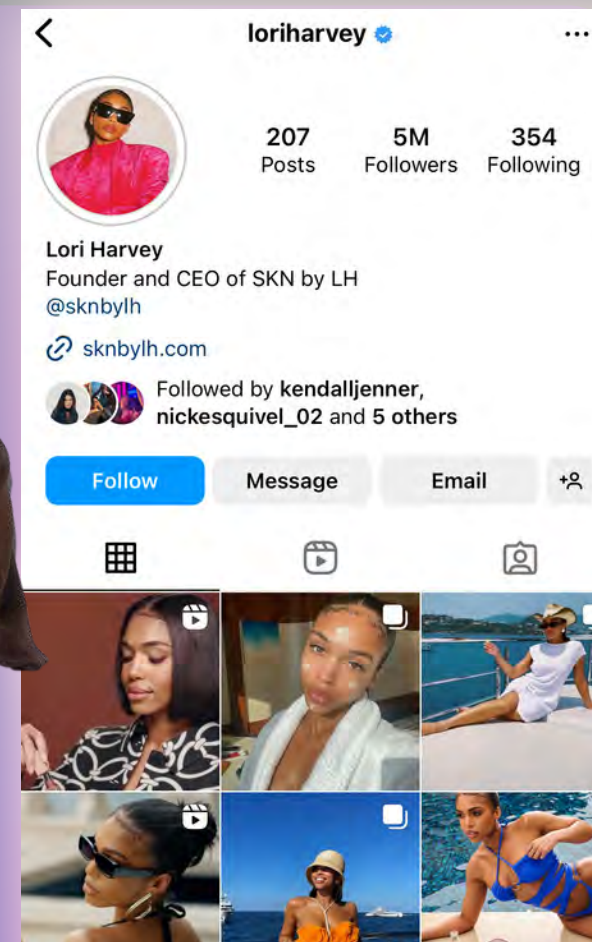 loriharvey
207 5M 354
Posts Followers Following
Lori Harvey
Founder and CEO of SKN by LH
@sknbylh
sknbylh.com
Followed by kendalljenner,
nickesquivel_02 and 5 others
Follow Message Email